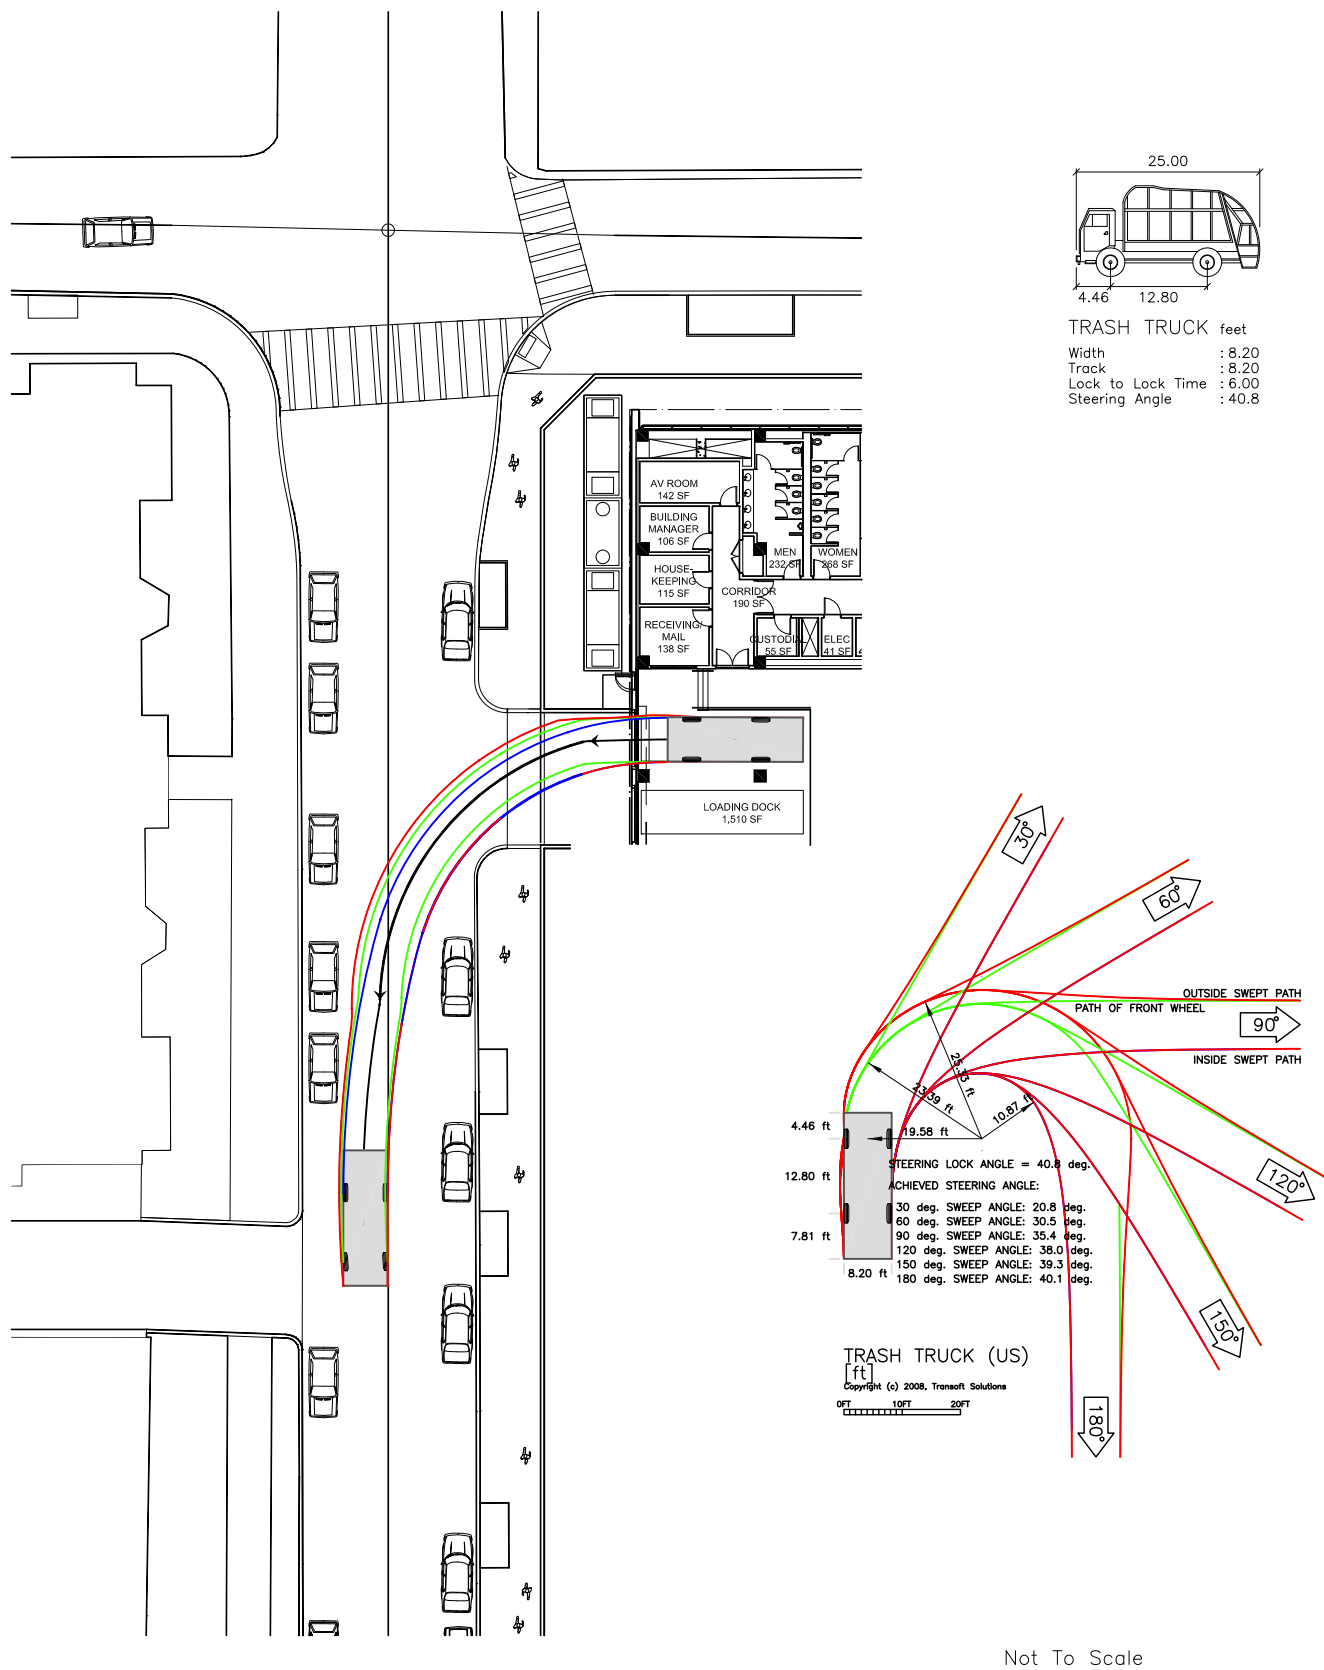 25.00
4.46 12.80
TRASH TRUCK feet
Width : 8.20
Track : 8.20
Lock to Lock Time : 6.00
Steering Angle : 40.8
AV ROOM
142 SF
BUILDING
MANAGER
106 SF
HOUSE-
KEEPING
115 SF
RECEIVING/
MAIL
138 SF
MEN
232 SF
WOMEN
268 SF
CORRIDOR
190 SF
CUSTODIAL
55 SF
ELEC
41 SF
LOADING DOCK
1,510 SF
30°
60°
OUTSIDE SWEPT PATH
PATH OF FRONT WHEEL
90°
INSIDE SWEPT PATH
25.33 ft
23.39 ft
10.87 ft
19.58 ft
4.46 ft
12.80 ft
7.81 ft
8.20 ft
STEERING LOCK ANGLE = 40.8 deg.
ACHIEVED STEERING ANGLE:
30 deg. SWEEP ANGLE: 20.8 deg.
60 deg. SWEEP ANGLE: 30.5 deg.
90 deg. SWEEP ANGLE: 35.4 deg.
120 deg. SWEEP ANGLE: 38.0 deg.
150 deg. SWEEP ANGLE: 39.3 deg.
180 deg. SWEEP ANGLE: 40.1 deg.
120°
150°
180°
TRASH TRUCK (US)
[ft]
Copyright (c) 2008, Transoft Solutions
0FT 10FT 20FT
Not To Scale